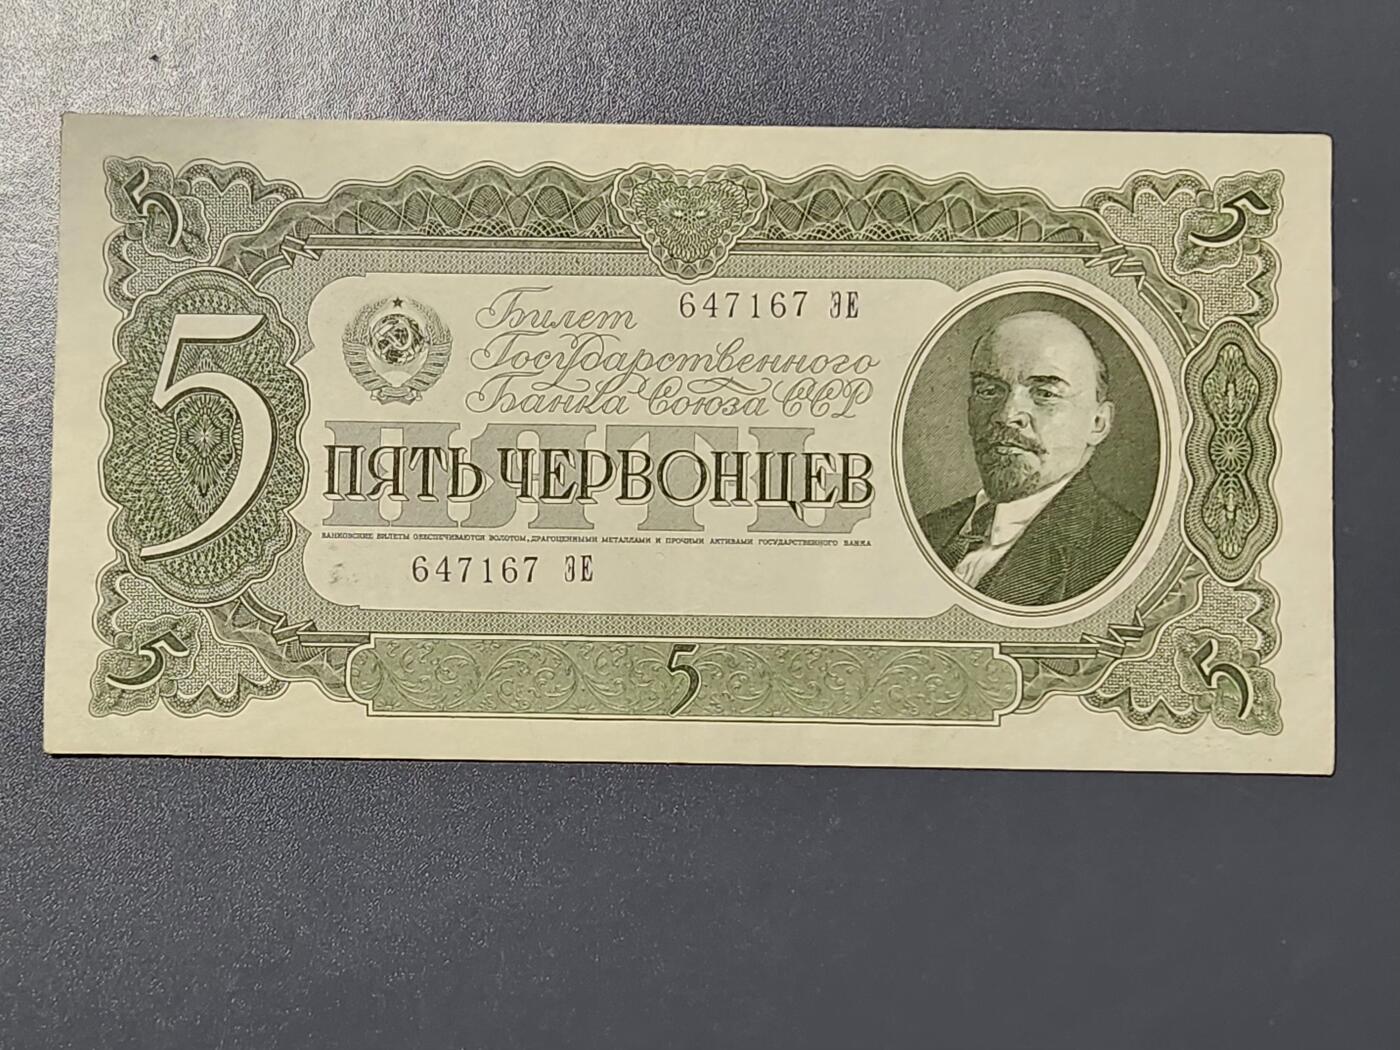 5 5
Билет 647167 ЭЕ
Государственного
Банка Союза ССР
5
ПЯТЬ
ПЯТЬ ЧЕРВОНЦЕВ
БАНКОВСКИЕ БИЛЕТЫ ОБЕСПЕЧИВАЮТСЯ ЗОЛОТОМ, ДРАГОЦЕННЫМИ МЕТАЛЛАМИ И ПРОЧИМИ АКТИВАМИ ГОСУДАРСТВЕННОГО БАНКА
647167 ЭЕ
5 5 5